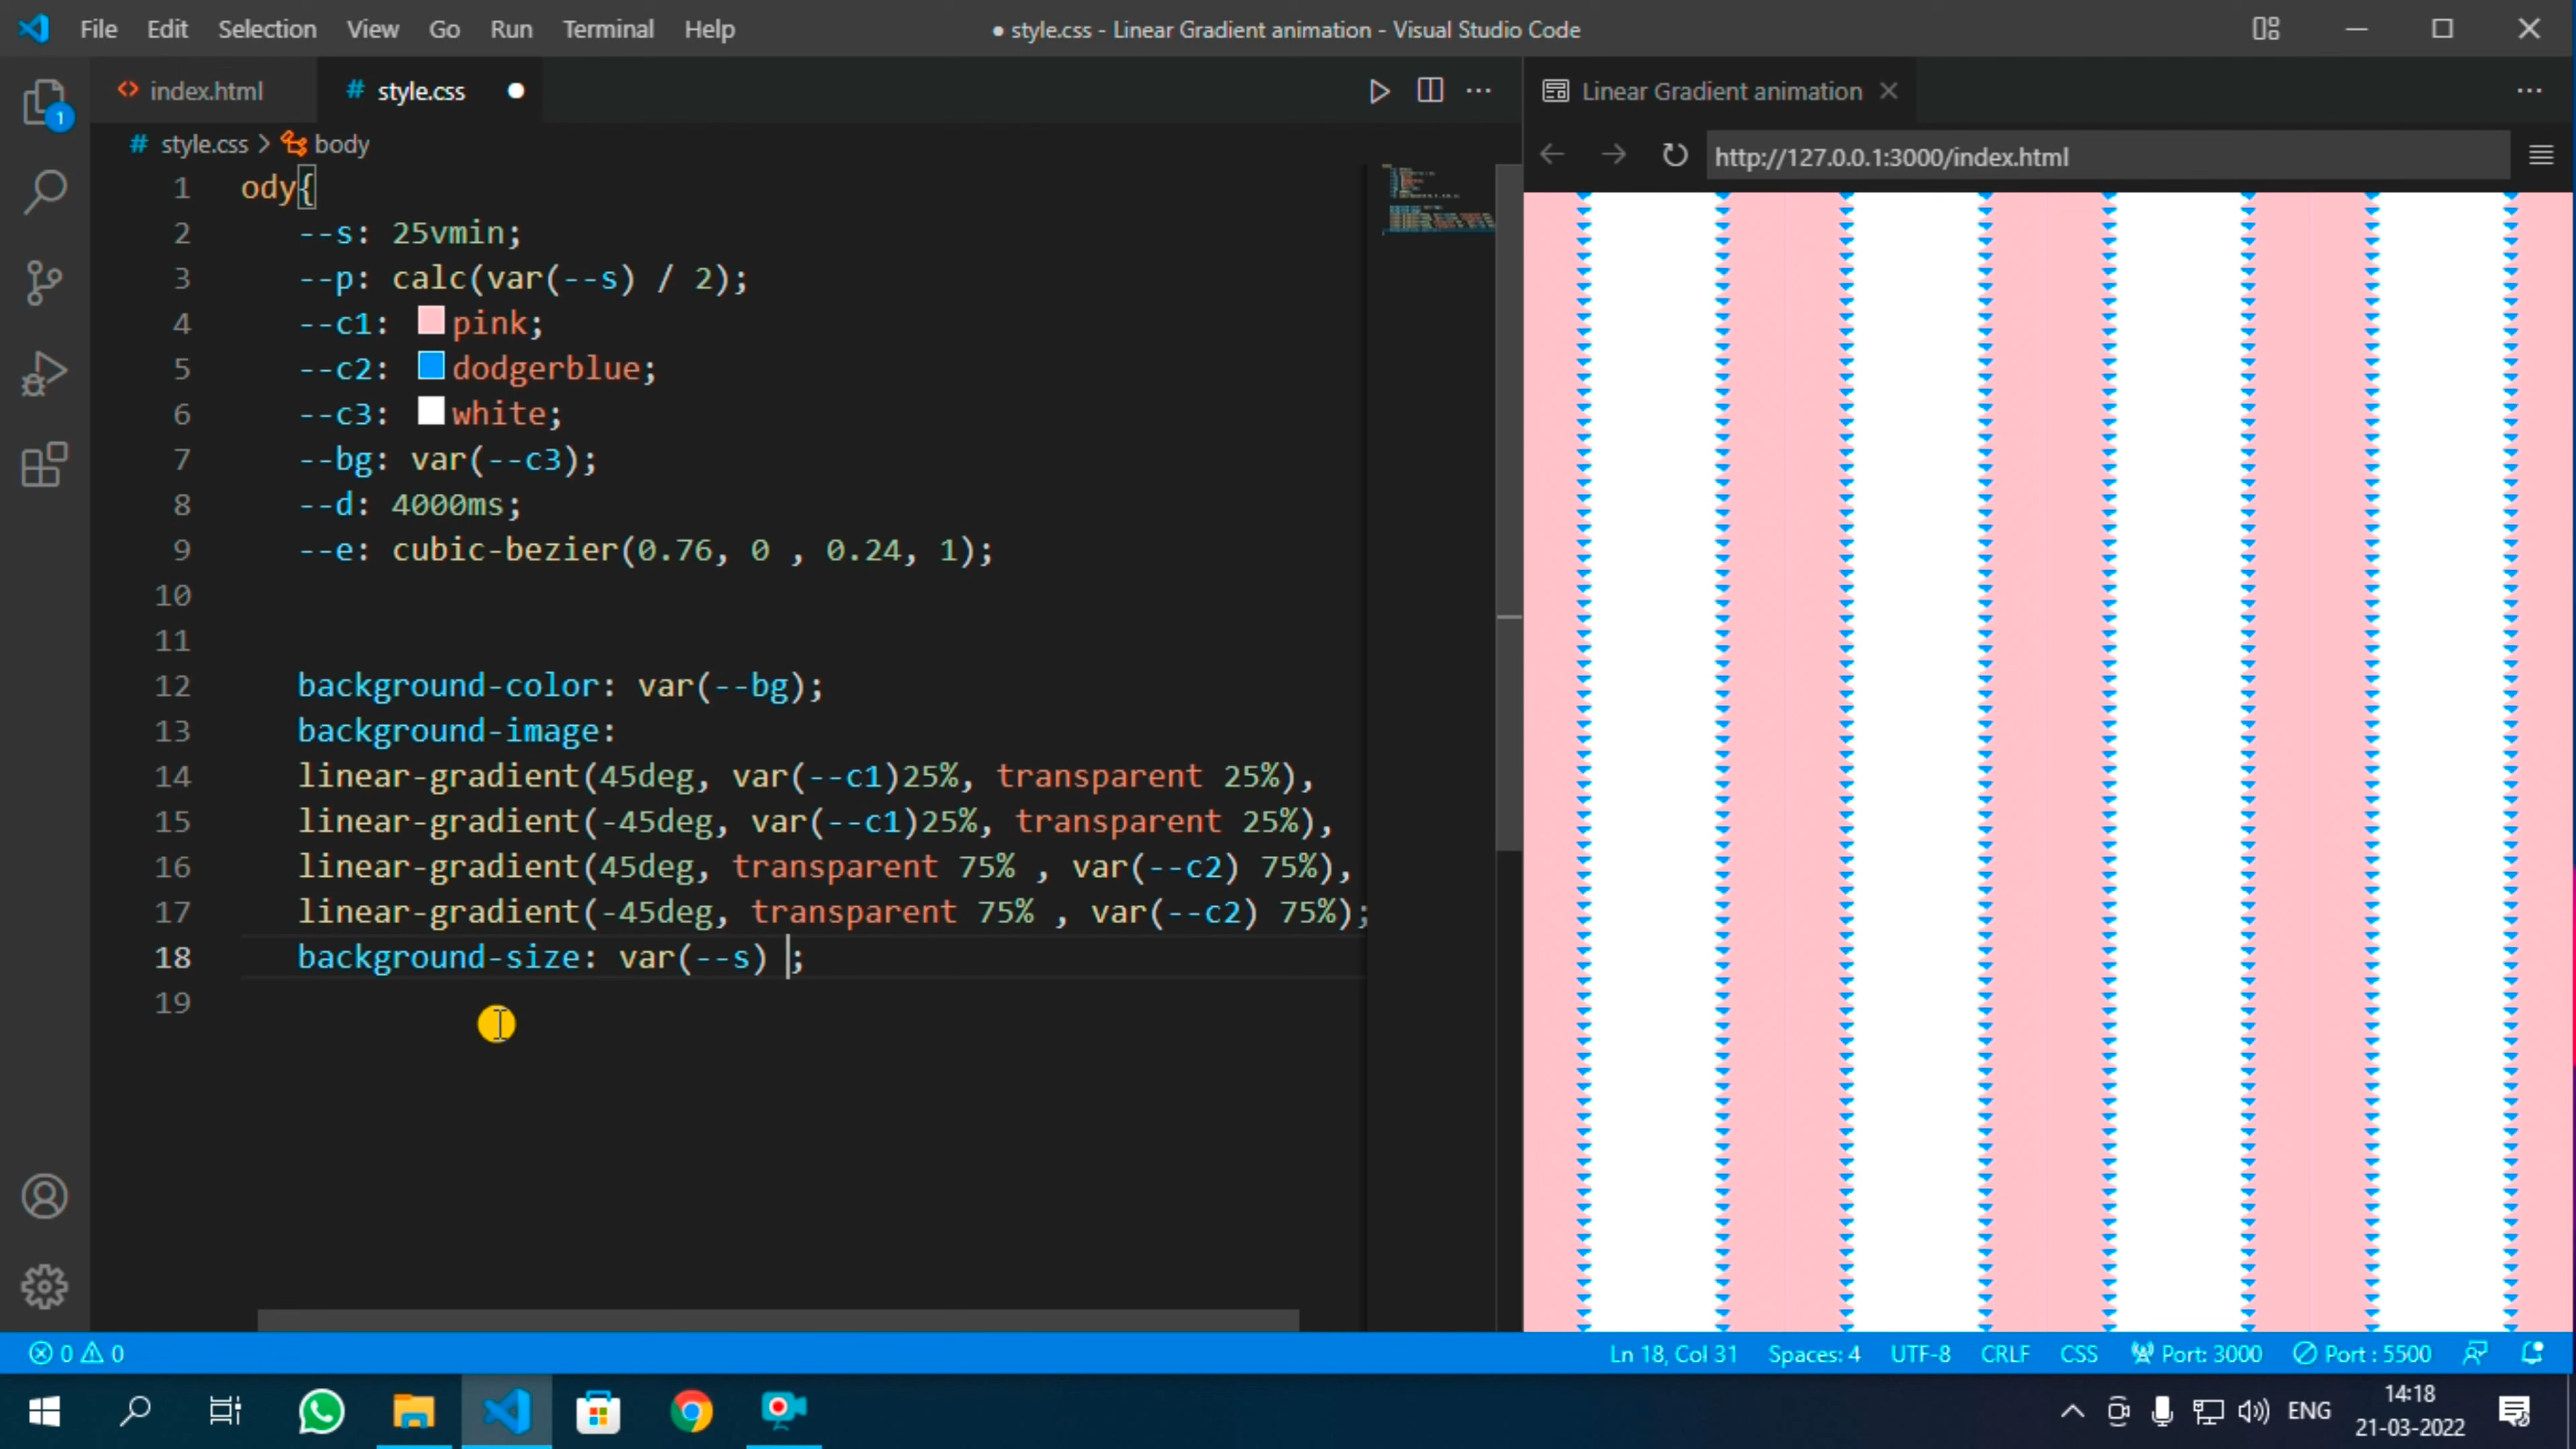 File Edit Selection View Go Run Terminal Help
● style.css - Linear Gradient animation - Visual Studio Code
index.html
# style.css
Linear Gradient animation
# style.css > body
http://127.0.0.1:3000/index.html
1 ody{
2 --s: 25vmin;
3 --p: calc(var(--s) / 2);
4 --c1: pink;
5 --c2: dodgerblue;
6 --c3: white;
7 --bg: var(--c3);
8 --d: 4000ms;
9 --e: cubic-bezier(0.76, 0 , 0.24, 1);
10
11
12 background-color: var(--bg);
13 background-image:
14 linear-gradient(45deg, var(--c1)25%, transparent 25%),
15 linear-gradient(-45deg, var(--c1)25%, transparent 25%),
16 linear-gradient(45deg, transparent 75% , var(--c2) 75%),
17 linear-gradient(-45deg, transparent 75% , var(--c2) 75%);
18 background-size: var(--s) ;
19
1
0 0
Ln 18, Col 31 Spaces: 4 UTF-8 CRLF CSS Port: 3000 Port : 5500
ENG
14:18
21-03-2022